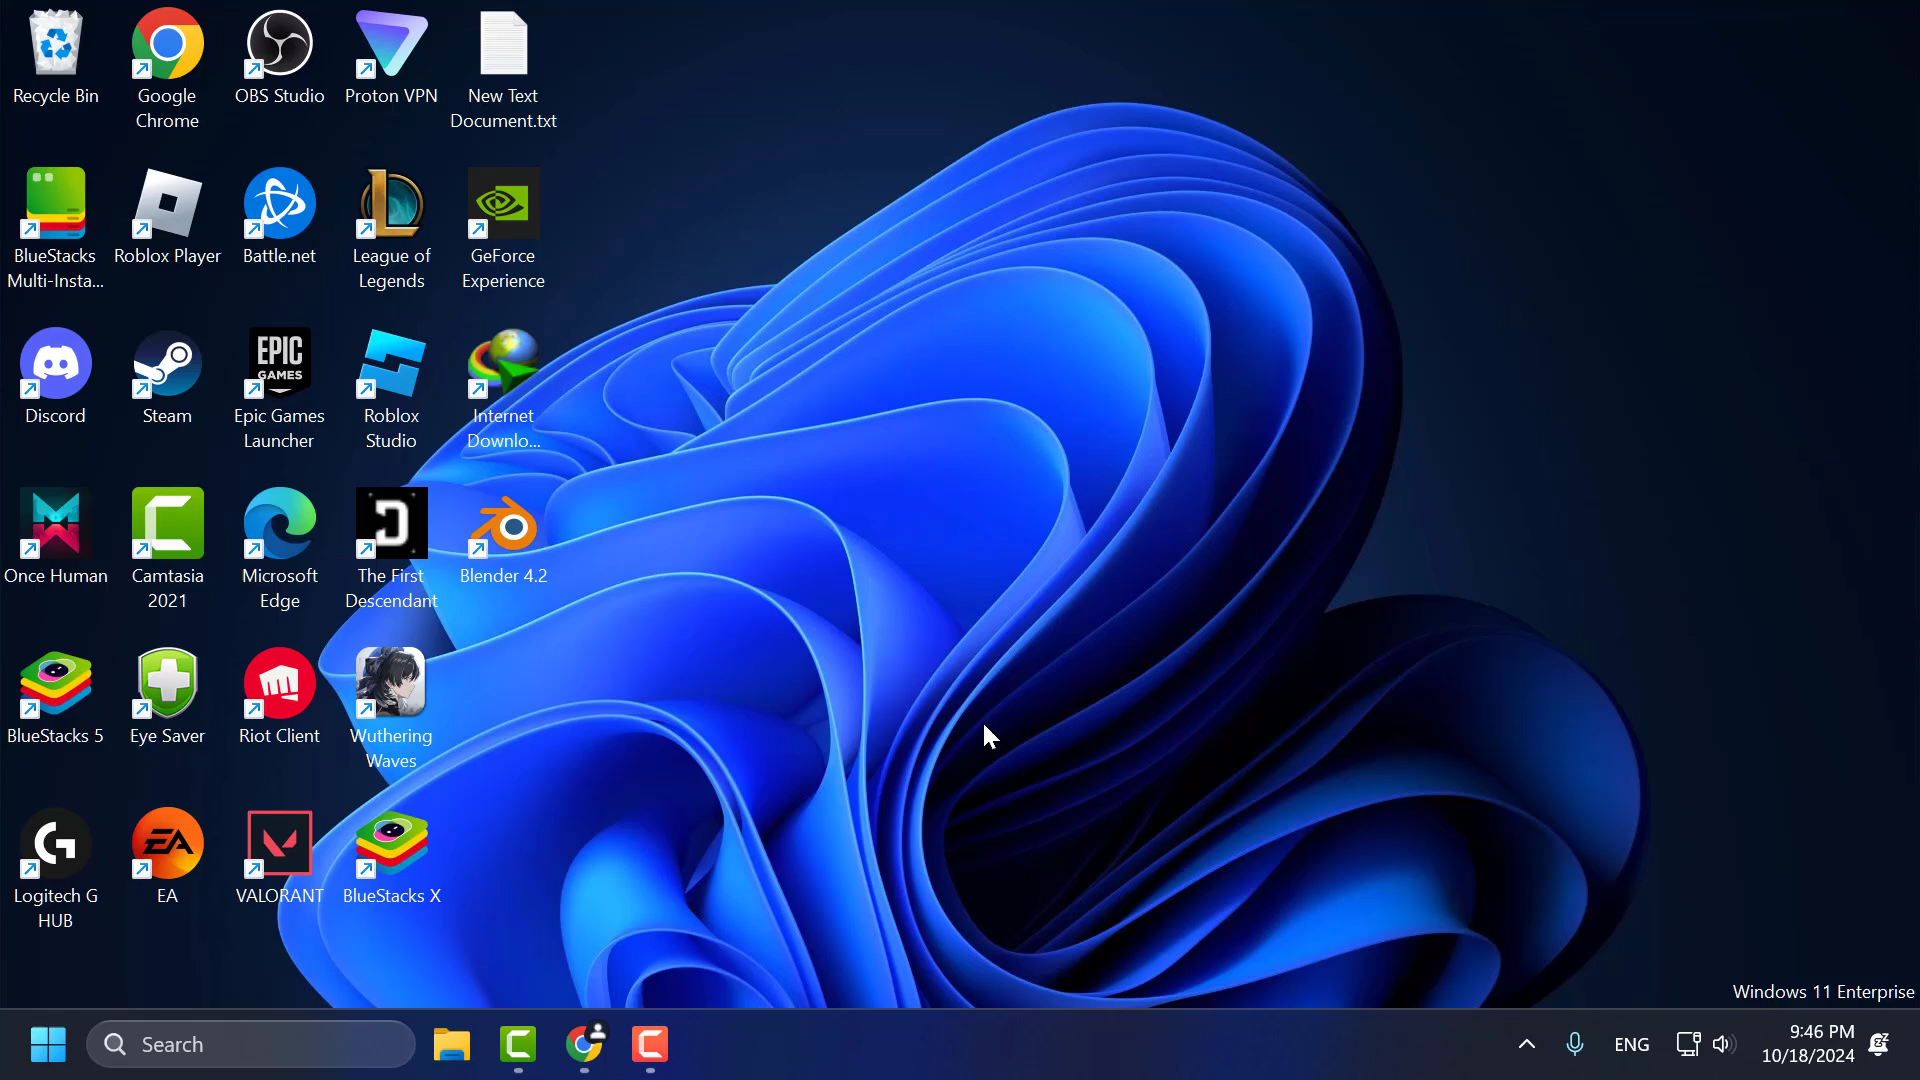 Recycle Bin
Google
Chrome
OBS Studio
Proton VPN
New Text
Document.txt
BlueStacks
Multi-Insta...
Roblox Player
Battle.net
League of
Legends
GeForce
Experience
Discord
Steam
EPIC
GAMES
Epic Games
Launcher
Roblox
Studio
Internet
Downlo...
Once Human
Camtasia
2021
Microsoft
Edge
The First
Descendant
Blender 4.2
BlueStacks 5
Eye Saver
Riot Client
Wuthering
Waves
Logitech G
HUB
EA
EA
VALORANT
BlueStacks X
Windows 11 Enterprise
Search
ENG
9:46 PM
10/18/2024